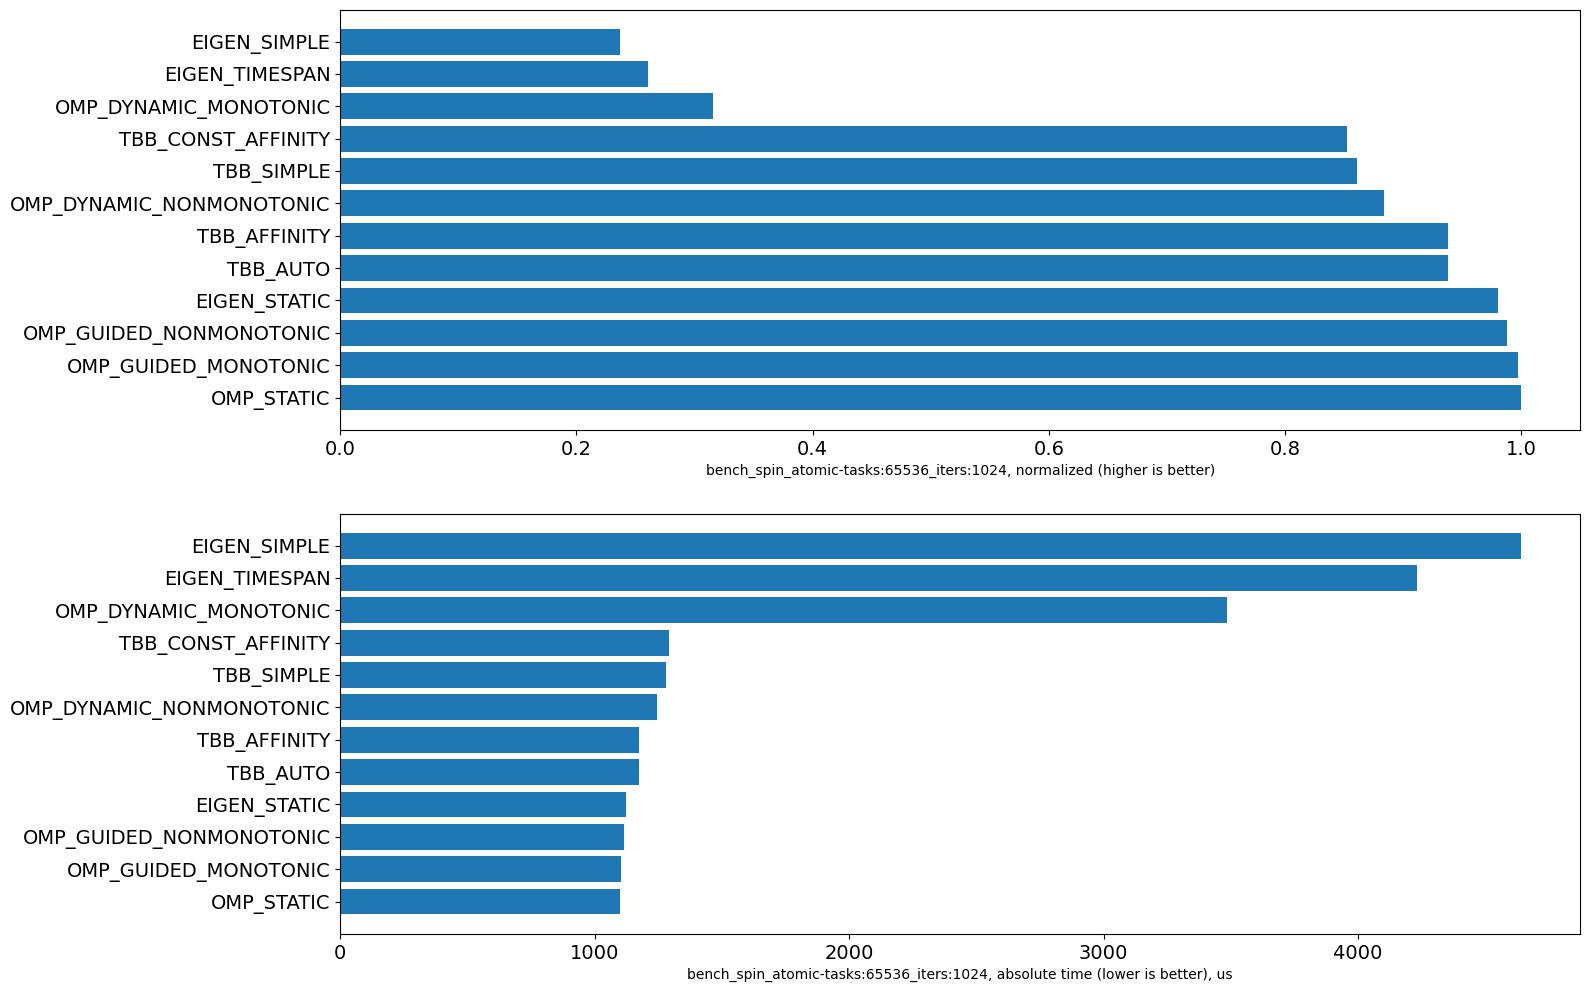 EIGEN_SIMPLE
EIGEN_TIMESPAN
OMP_DYNAMIC_MONOTONIC
TBB_CONST_AFFINITY
TBB_SIMPLE
OMP_DYNAMIC_NONMONOTONIC
TBB_AFFINITY
TBB_AUTO
EIGEN_STATIC
OMP_GUIDED_NONMONOTONIC
OMP_GUIDED_MONOTONIC
OMP_STATIC
0.0 0.2 0.4 0.6 0.8 1.0
bench_spin_atomic-tasks:65536_iters:1024, normalized (higher is better)
EIGEN_SIMPLE
EIGEN_TIMESPAN
OMP_DYNAMIC_MONOTONIC
TBB_CONST_AFFINITY
TBB_SIMPLE
OMP_DYNAMIC_NONMONOTONIC
TBB_AFFINITY
TBB_AUTO
EIGEN_STATIC
OMP_GUIDED_NONMONOTONIC
OMP_GUIDED_MONOTONIC
OMP_STATIC
0 1000 2000 3000 4000
bench_spin_atomic-tasks:65536_iters:1024, absolute time (lower is better), us